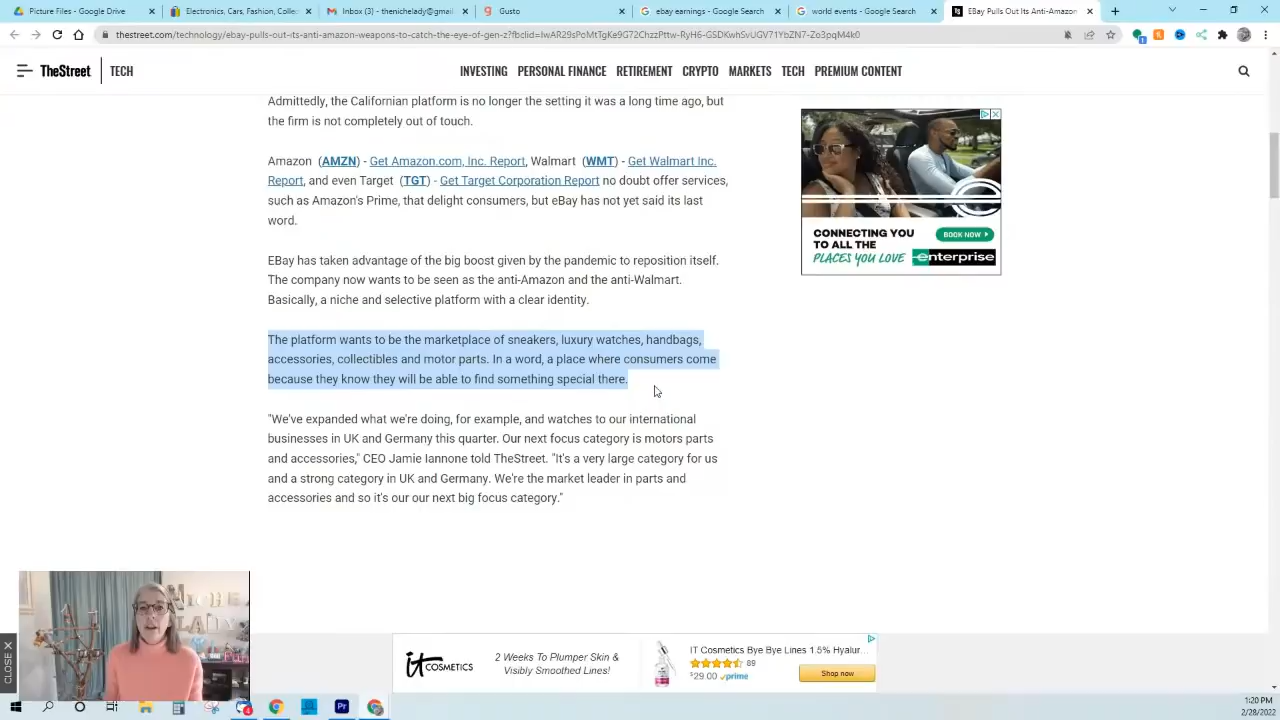 Picture Files - Google Drive
Electronics, Cars, Fashion, Collec
Inbox (3) - thenichelady@gmail
Gusto
ebay earnings - Google Search
world events - Google Search
EBay Pull Out Its Anti-Amazon
thestreet.com/technology/ebay-pulls-out-its-anti-amazon-weapons-to-catch-the-eye-of-gen-z?fbclid=IwAR29sPoMtTgKe9G72ChzzPttw-RyH6-GSDKwhSvUGV71YbZN7-Zo3pqM4k0
TheStreet
TECH
INVESTING PERSONAL FINANCE RETIREMENT CRYPTO MARKETS TECH PREMIUM CONTENT
Admittedly, the Californian platform is no longer the setting it was a long time ago, but
the firm is not completely out of touch.
Amazon (AMZN) - Get Amazon.com, Inc. Report, Walmart (WMT) - Get Walmart Inc.
Report, and even Target (TGT) - Get Target Corporation Report no doubt offer services,
such as Amazon's Prime, that delight consumers, but eBay has not yet said its last
word.
EBay has taken advantage of the big boost given by the pandemic to reposition itself.
The company now wants to be seen as the anti-Amazon and the anti-Walmart.
Basically, a niche and selective platform with a clear identity.
The platform wants to be the marketplace of sneakers, luxury watches, handbags,
accessories, collectibles and motor parts. In a word, a place where consumers come
because they know they will be able to find something special there.
"We've expanded what we're doing, for example, and watches to our international
businesses in UK and Germany this quarter. Our next focus category is motors parts
and accessories," CEO Jamie Iannone told TheStreet. "It's a very large category for us
and a strong category in UK and Germany. We're the market leader in parts and
accessories and so it's our our next big focus category."
CONNECTING YOU
TO ALL THE
PLACES YOU LOVE
BOOK NOW
enterprise
CLOSE X
iT COSMETICS
2 Weeks To Plumper Skin &
Visibly Smoothed Lines!
IT Cosmetics Bye Bye Lines 1.5% Hyalur...
89
$29.00 prime
Shop now
1:20 PM
2/28/2022